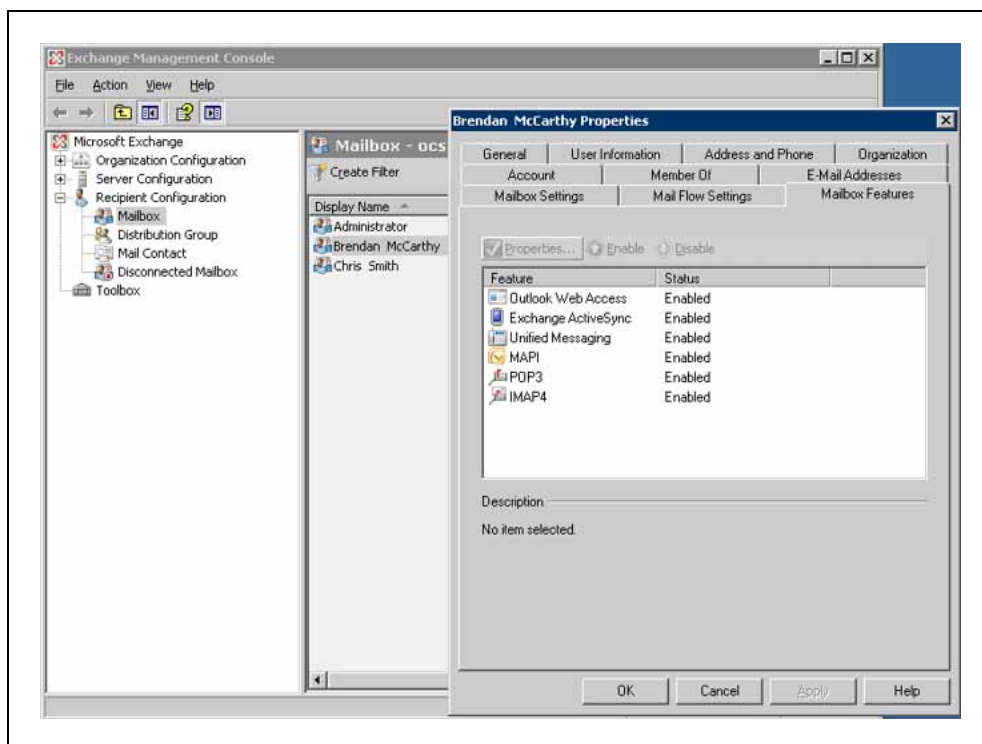 Exchange Management Console
File Action View Help
Microsoft Exchange
Organization Configuration
Server Configuration
Recipient Configuration
Mailbox
Distribution Group
Mail Contact
Disconnected Mailbox
Toolbox
Mailbox - ocs
Create Filter
Display Name
Administrator
Brendan McCarthy
Chris Smith
Brendan McCarthy Properties
General User Information Address and Phone Organization
Account Member Of E-Mail Addresses
Mailbox Settings Mail Flow Settings Mailbox Features
Properties... Enable Disable
Feature Status
Outlook Web Access Enabled
Exchange ActiveSync Enabled
Unified Messaging Enabled
MAPI Enabled
POP3 Enabled
IMAP4 Enabled
Description
No item selected.
OK Cancel Apply Help